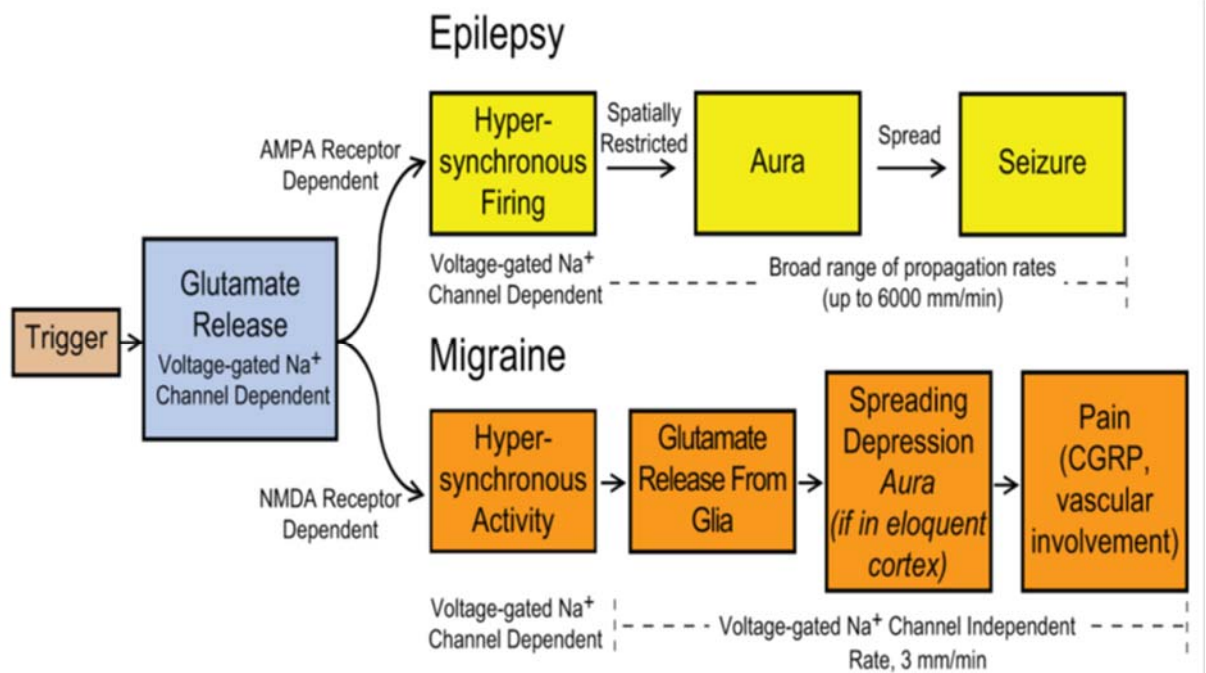 Epilepsy
Trigger
Glutamate
Release
Voltage-gated Na⁺
Channel Dependent
AMPA Receptor
Dependent
Hyper-
synchronous
Firing
Spatially
Restricted
Aura
Spread
Seizure
Voltage-gated Na⁺
Channel Dependent
Broad range of propagation rates
(up to 6000 mm/min)
Migraine
NMDA Receptor
Dependent
Hyper-
synchronous
Activity
Glutamate
Release From
Glia
Spreading
Depression
Aura
(if in eloquent
cortex)
Pain
(CGRP,
vascular
involvement)
Voltage-gated Na⁺
Channel Dependent
Voltage-gated Na⁺ Channel Independent
Rate, 3 mm/min